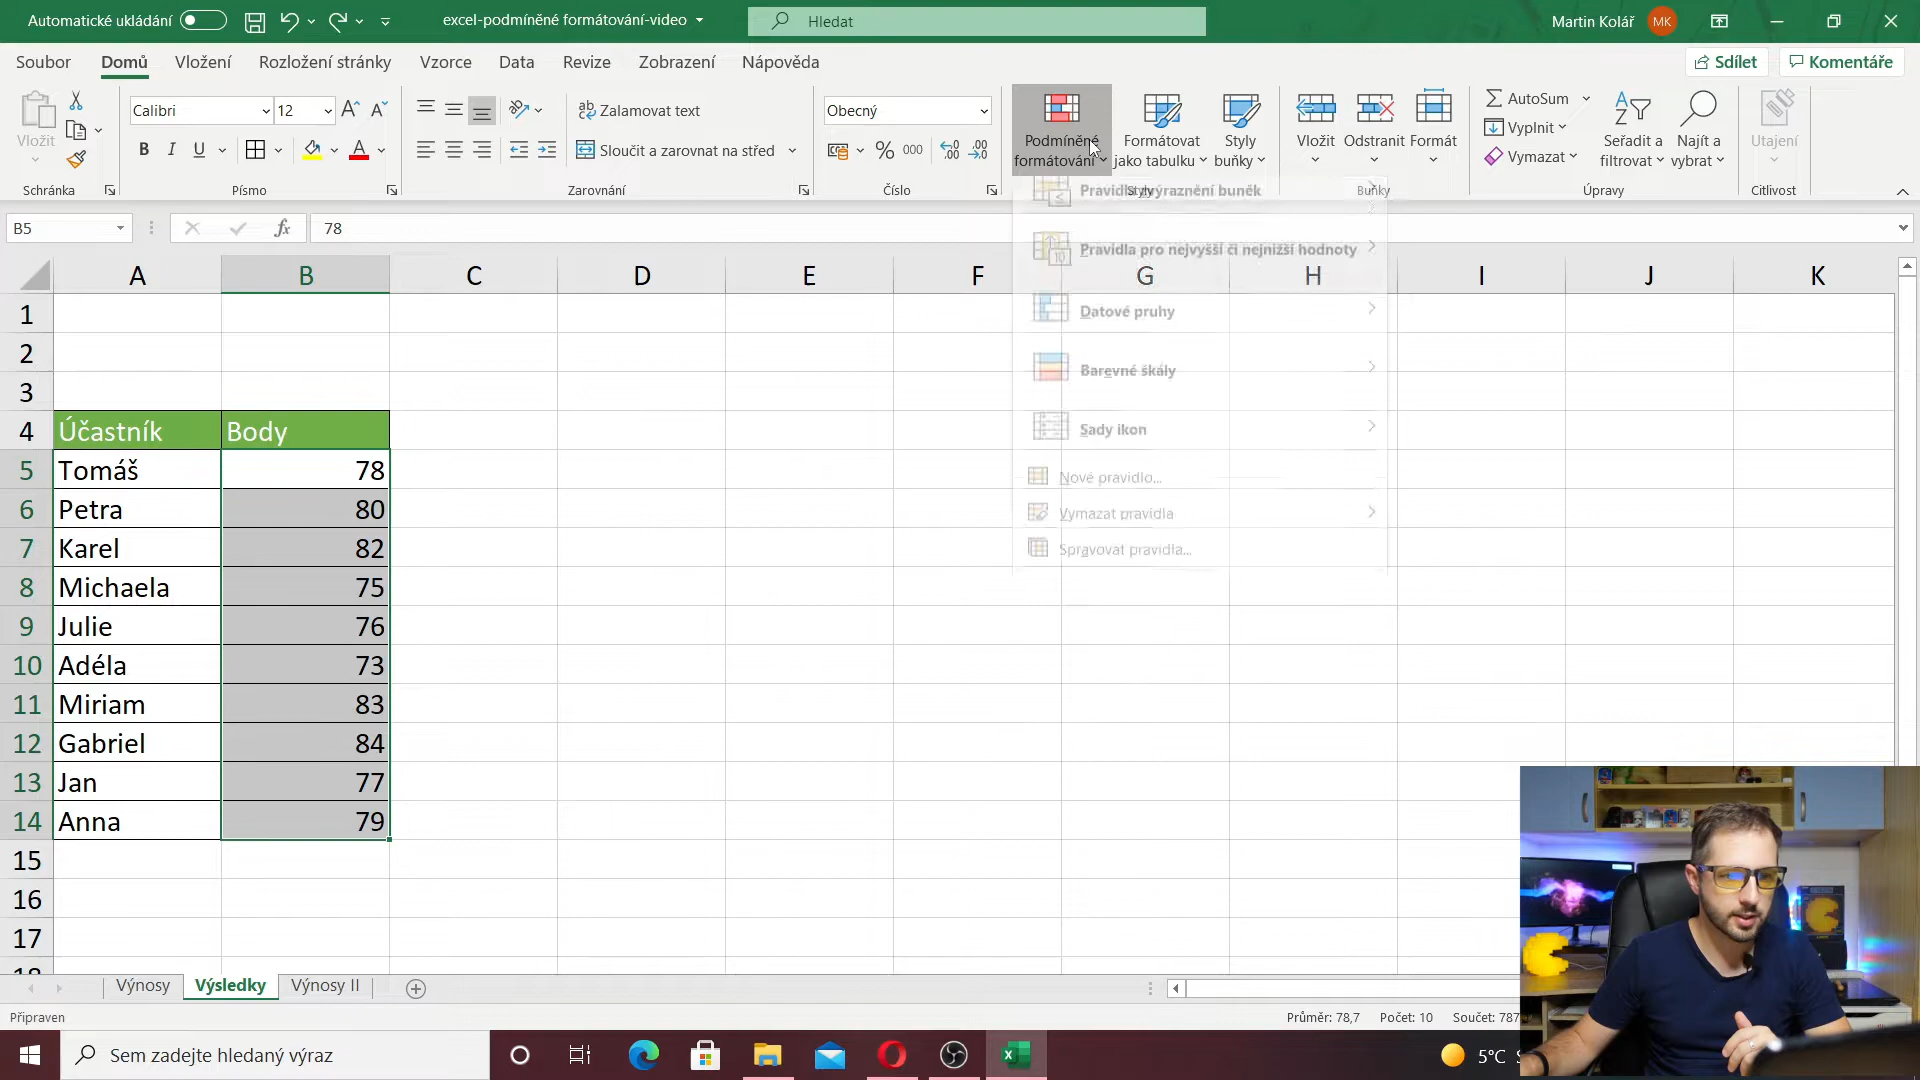 Automatické ukládání
excel-podmíněné formátování-video
Hledat
Martin Kolář
MK
Soubor
Domů
Vložení
Rozložení stránky
Vzorce
Data
Revize
Zobrazení
Nápověda
Sdílet
Komentáře
Vložit
Calibri
12
Zalamovat text
Sloučit a zarovnat na střed
Obecný
% 000
Podmíněné
formátování
Formátovat
jako tabulku
Styly
buňky
Vložit
Odstranit
Formát
AutoSum
Vyplnit
Vymazat
Seřadit a
filtrovat
Najít a
vybrat
Utajení
Schránka
Písmo
Zarovnání
Číslo
Styly
Buňky
Úpravy
Citlivost
B5
fx
78
Pravidla zvýraznění buněk
Pravidla pro nejvyšší či nejnižší hodnoty
Datové pruhy
Barevné škály
Sady ikon
Nové pravidlo...
Vymazat pravidla
Spravovat pravidla...
A B C D E F G H I J K
1
2
3
4 Účastník Body
5 Tomáš 78
6 Petra 80
7 Karel 82
8 Michaela 75
9 Julie 76
10 Adéla 73
11 Miriam 83
12 Gabriel 84
13 Jan 77
14 Anna 79
15
16
17
18
Výnosy
Výsledky
Výnosy II
Připraven
Průměr: 78,7
Počet: 10
Součet: 787
Sem zadejte hledaný výraz
5°C